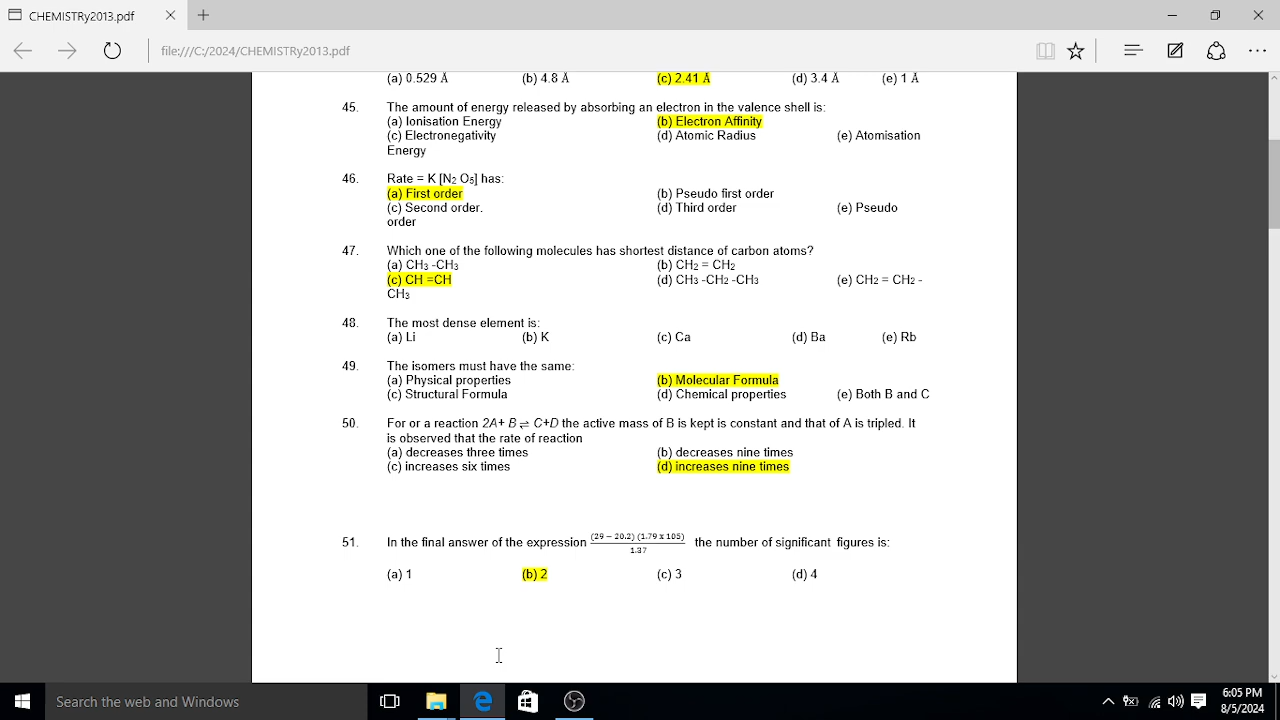 CHEMISTRy2013.pdf
file:///C:/2024/CHEMISTRy2013.pdf
(a) 0.529 Å (b) 4.8 Å (c) 2.41 Å (d) 3.4 Å (e) 1 Å
45. The amount of energy released by absorbing an electron in the valence shell is:
(a) Ionisation Energy (b) Electron Affinity
(c) Electronegativity (d) Atomic Radius (e) Atomisation
Energy
46. Rate = K [N2 O5] has:
(a) First order (b) Pseudo first order
(c) Second order. (d) Third order (e) Pseudo
order
47. Which one of the following molecules has shortest distance of carbon atoms?
(a) CH3 -CH3 (b) CH2 = CH2
(c) CH =CH (d) CH3 -CH2 -CH3 (e) CH2 = CH2 -
CH3
48. The most dense element is:
(a) Li (b) K (c) Ca (d) Ba (e) Rb
49. The isomers must have the same:
(a) Physical properties (b) Molecular Formula
(c) Structural Formula (d) Chemical properties (e) Both B and C
50. For or a reaction 2A+ B ⇌ C+D the active mass of B is kept is constant and that of A is tripled. It
is observed that the rate of reaction
(a) decreases three times (b) decreases nine times
(c) increases six times (d) increases nine times
51. In the final answer of the expression (29 − 20.2) (1.79 x 105) / 1.37 the number of significant figures is:
(a) 1 (b) 2 (c) 3 (d) 4
Search the web and Windows
6:05 PM
8/5/2024